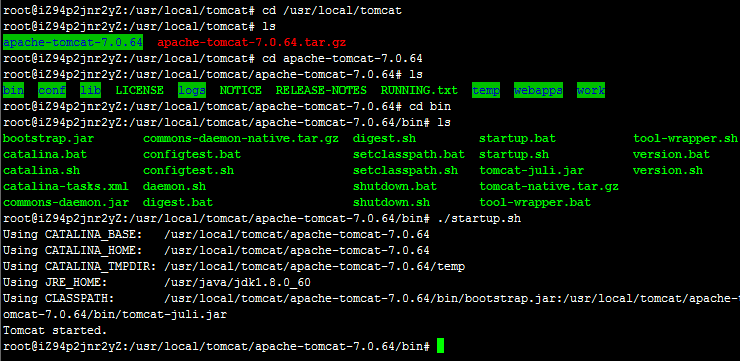 root@iZ94p2jnr2yZ:/usr/local/tomcat# cd /usr/local/tomcat
root@iZ94p2jnr2yZ:/usr/local/tomcat# ls
apache-tomcat-7.0.64  apache-tomcat-7.0.64.tar.gz
root@iZ94p2jnr2yZ:/usr/local/tomcat# cd apache-tomcat-7.0.64
root@iZ94p2jnr2yZ:/usr/local/tomcat/apache-tomcat-7.0.64# ls
bin  conf  lib  LICENSE  logs  NOTICE  RELEASE-NOTES  RUNNING.txt  temp  webapps  work
root@iZ94p2jnr2yZ:/usr/local/tomcat/apache-tomcat-7.0.64# cd bin
root@iZ94p2jnr2yZ:/usr/local/tomcat/apache-tomcat-7.0.64/bin# ls
bootstrap.jar       commons-daemon-native.tar.gz  digest.sh         startup.bat           tool-wrapper.sh
catalina.bat        configtest.bat                setclasspath.bat  startup.sh            version.bat
catalina.sh         configtest.sh                 setclasspath.sh   tomcat-juli.jar       version.sh
catalina-tasks.xml  daemon.sh                     shutdown.bat      tomcat-native.tar.gz
commons-daemon.jar  digest.bat                    shutdown.sh       tool-wrapper.bat
root@iZ94p2jnr2yZ:/usr/local/tomcat/apache-tomcat-7.0.64/bin# ./startup.sh
Using CATALINA_BASE:   /usr/local/tomcat/apache-tomcat-7.0.64
Using CATALINA_HOME:   /usr/local/tomcat/apache-tomcat-7.0.64
Using CATALINA_TMPDIR: /usr/local/tomcat/apache-tomcat-7.0.64/temp
Using JRE_HOME:        /usr/java/jdk1.8.0_60
Using CLASSPATH:       /usr/local/tomcat/apache-tomcat-7.0.64/bin/bootstrap.jar:/usr/local/tomcat/apache-t
omcat-7.0.64/bin/tomcat-juli.jar
Tomcat started.
root@iZ94p2jnr2yZ:/usr/local/tomcat/apache-tomcat-7.0.64/bin#